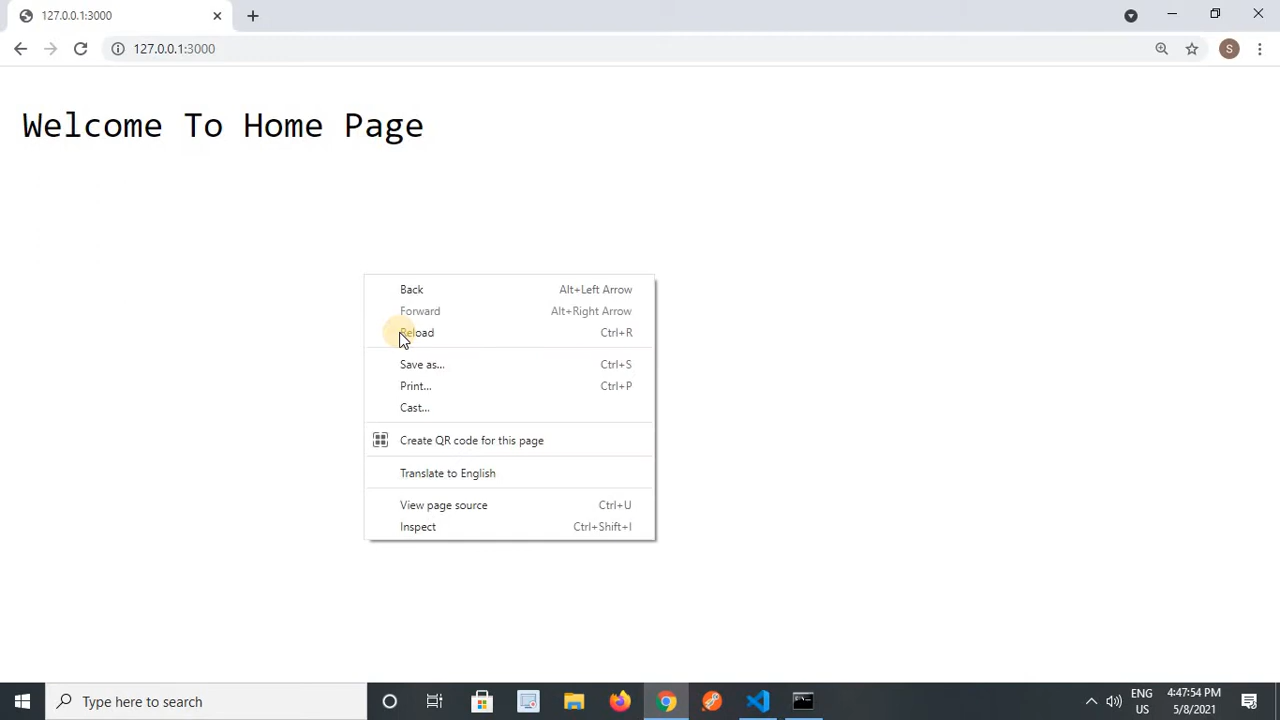 127.0.0.1:3000
127.0.0.1:3000
S
Welcome To Home Page
Back Alt+Left Arrow
Forward Alt+Right Arrow
Reload Ctrl+R
Save as... Ctrl+S
Print... Ctrl+P
Cast... 
Create QR code for this page
Translate to English
View page source Ctrl+U
Inspect Ctrl+Shift+I
Type here to search
ENG
US
4:47:54 PM
5/8/2021